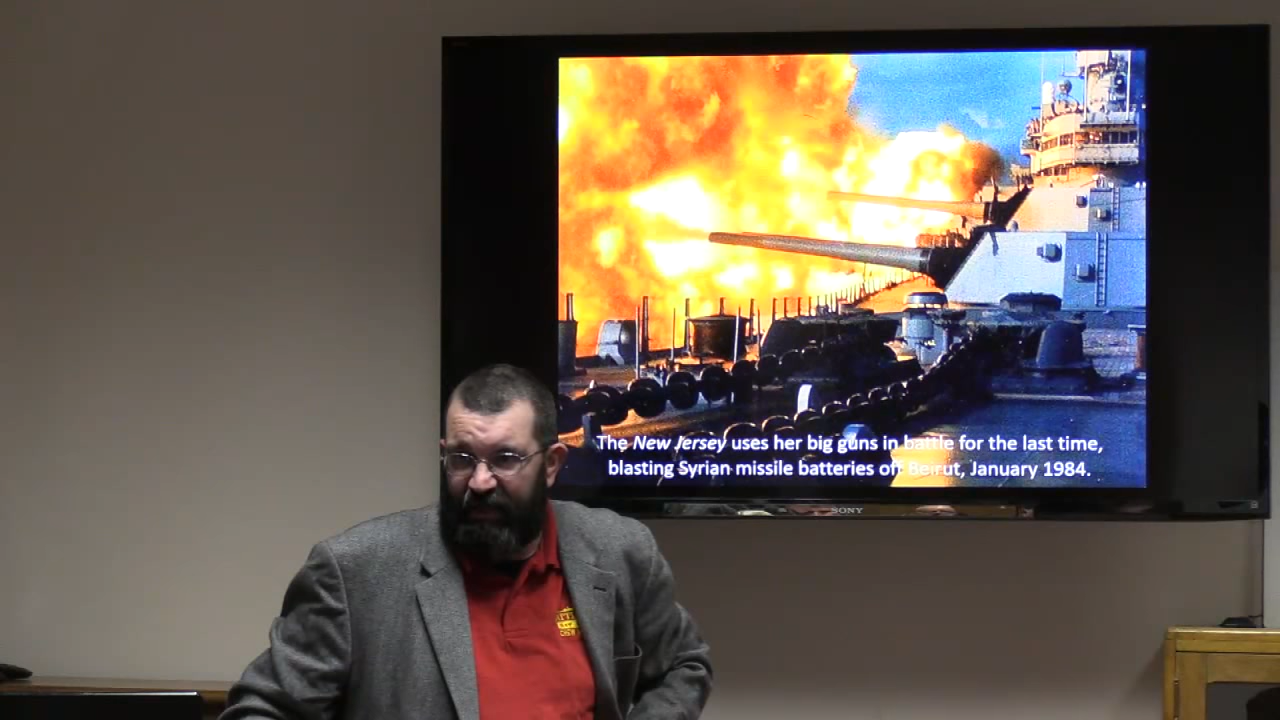 The New Jersey uses her big guns in battle for the last time,
blasting Syrian missile batteries off Beirut, January 1984.
SONY